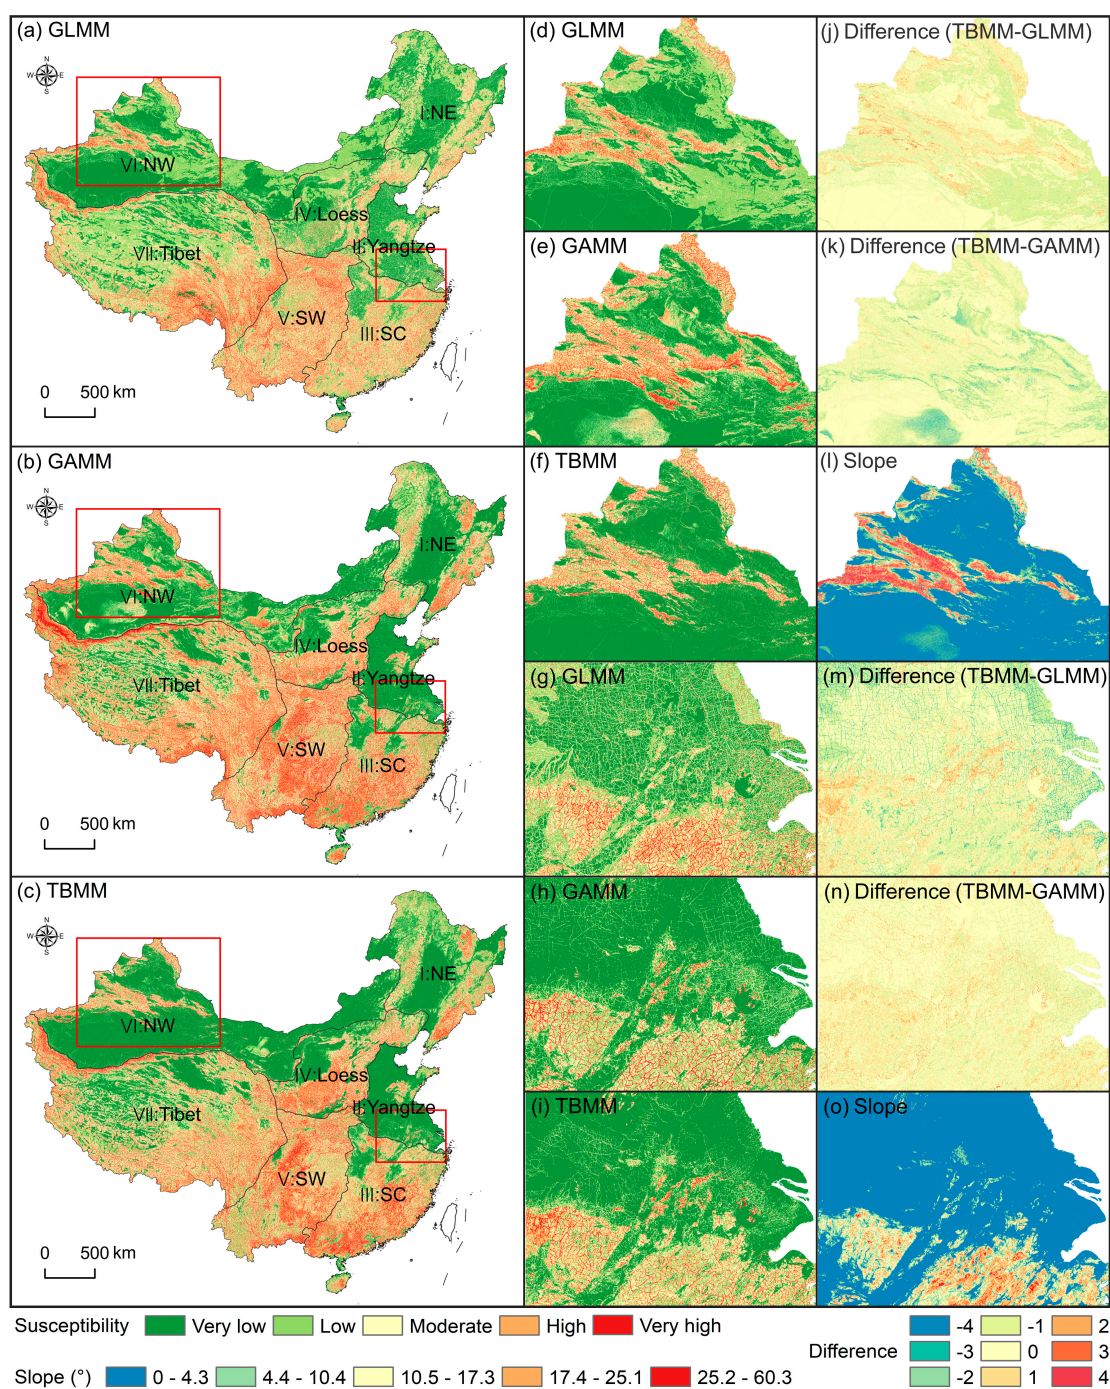 (a) GLMM
N
W E
S
I:NE
VI:NW
IV:Loess
II:Yangtze
VII:Tibet
V:SW
III:SC
0 500 km
(b) GAMM
N
W E
S
I:NE
VI:NW
IV:Loess
II:Yangtze
VII:Tibet
V:SW
III:SC
0 500 km
(c) TBMM
N
W E
S
I:NE
VI:NW
IV:Loess
II:Yangtze
VII:Tibet
V:SW
III:SC
0 500 km
(d) GLMM
(j) Difference (TBMM-GLMM)
(e) GAMM
(k) Difference (TBMM-GAMM)
(f) TBMM
(l) Slope
(g) GLMM
(m) Difference (TBMM-GLMM)
(h) GAMM
(n) Difference (TBMM-GAMM)
(i) TBMM
(o) Slope
Susceptibility Very low Low Moderate High Very high
Slope (°) 0 - 4.3 4.4 - 10.4 10.5 - 17.3 17.4 - 25.1 25.2 - 60.3
Difference
-4 -1 2
-3 0 3
-2 1 4